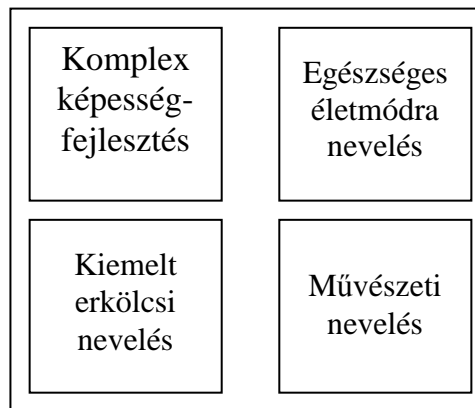 Komplex
képesség-
fejlesztés
Egészséges
életmódra
nevelés
Kiemelt
erkölcsi
nevelés
Művészeti
nevelés